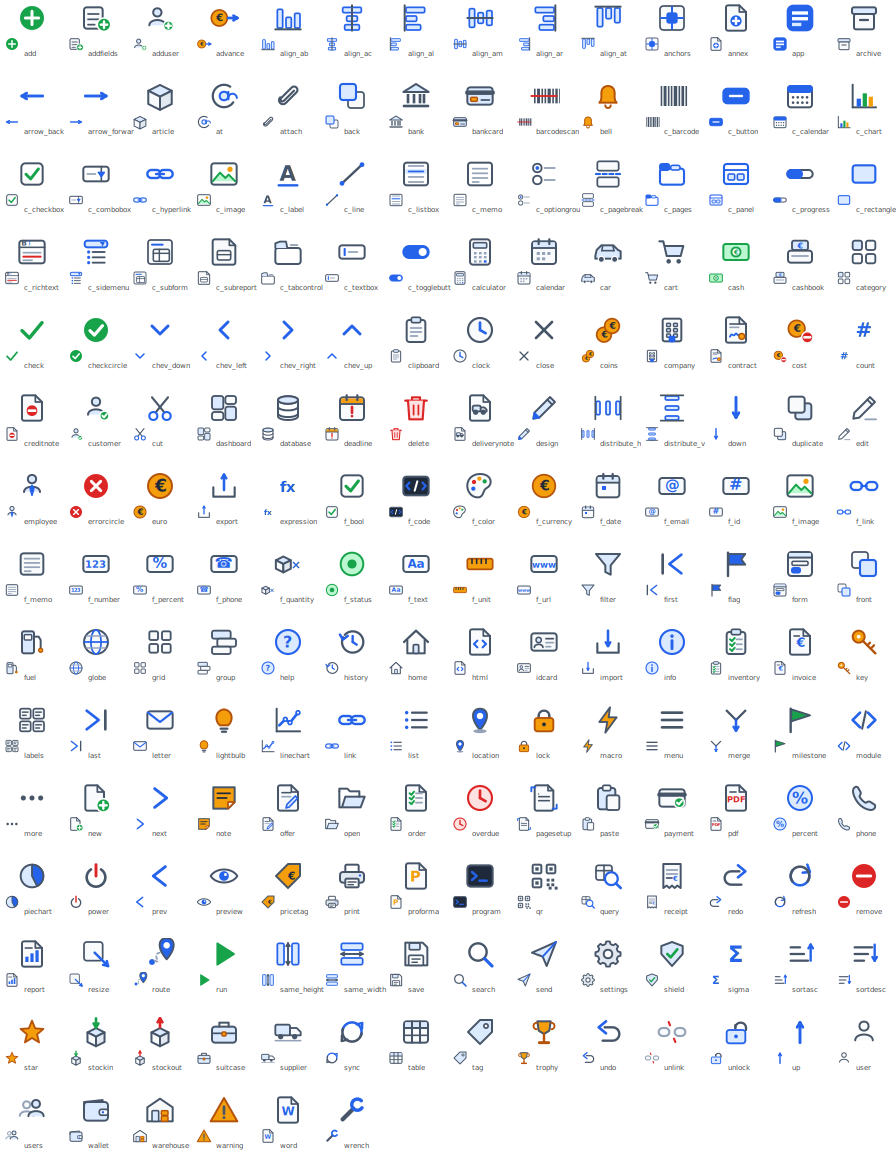 add addfields adduser advance align_ab align_ac align_al align_am align_ar align_at anchors annex app archive
arrow_back arrow_forwar article at attach back bank bankcard barcodescan bell c_barcode c_button c_calendar c_chart
c_checkbox c_combobox c_hyperlink c_image c_label c_line c_listbox c_memo c_optiongrou c_pagebreak c_pages c_panel c_progress c_rectangle
c_richtext c_sidemenu c_subform c_subreport c_tabcontrol c_textbox c_togglebutt calculator calendar car cart cash cashbook category
check checkcircle chev_down chev_left chev_right chev_up clipboard clock close coins company contract cost count
creditnote customer cut dashboard database deadline delete deliverynote design distribute_h distribute_v down duplicate edit
fx
employee errorcircle euro export expression f_bool f_code f_color f_currency f_date f_email f_id f_image f_link
123 % Aa www
f_memo f_number f_percent f_phone f_quantity f_status f_text f_unit f_url filter first flag form front
fuel globe grid group help history home html idcard import info inventory invoice key
labels last letter lightbulb linechart link list location lock macro menu merge milestone module
PDF %
more new next note offer open order overdue pagesetup paste payment pdf percent phone
P
piechart power prev preview pricetag print proforma program qr query receipt redo refresh remove
Σ
report resize route run same_height same_width save search send settings shield sigma sortasc sortdesc
star stockin stockout suitcase supplier sync table tag trophy undo unlink unlock up user
W
users wallet warehouse warning word wrench